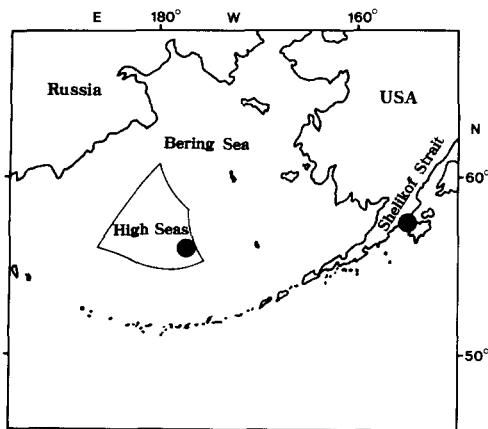 E 180° W 160°
Russia
USA
Bering Sea
N
60°
Shelikof Strait
High Seas
50°